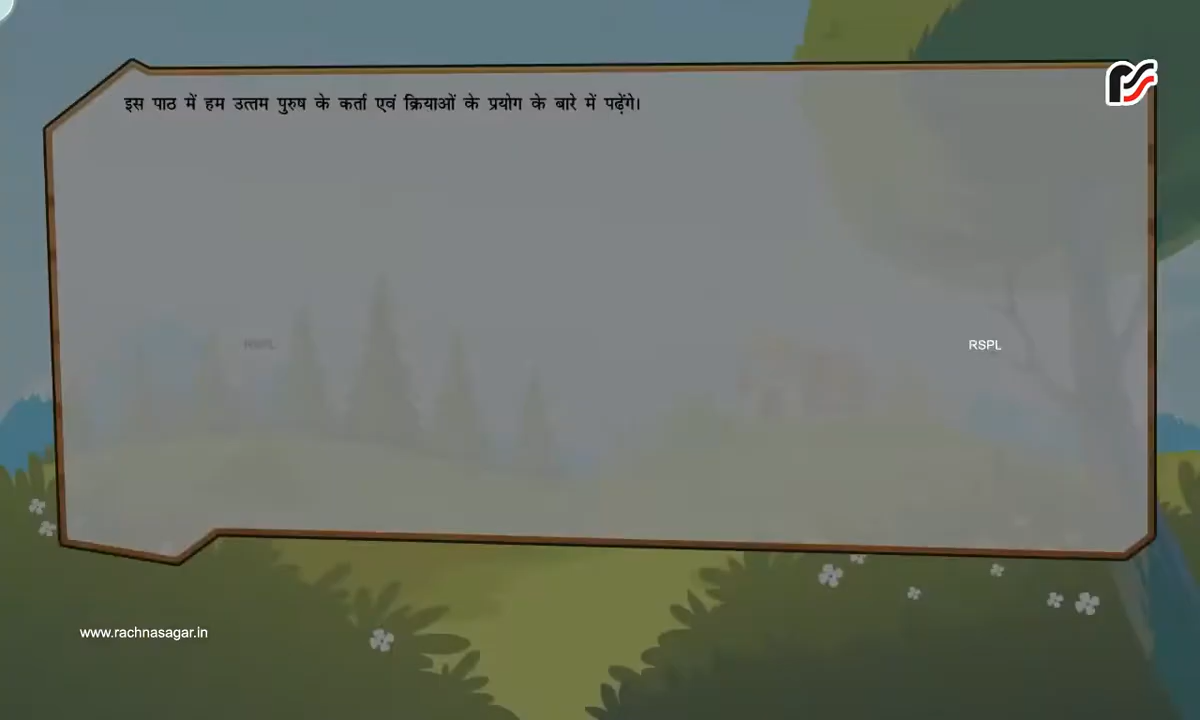 इस पाठ में हम उत्तम पुरुष के कर्ता एवं क्रियाओं के प्रयोग के बारे में पढ़ेंगे।
RSPL
RSPL
www.rachnasagar.in